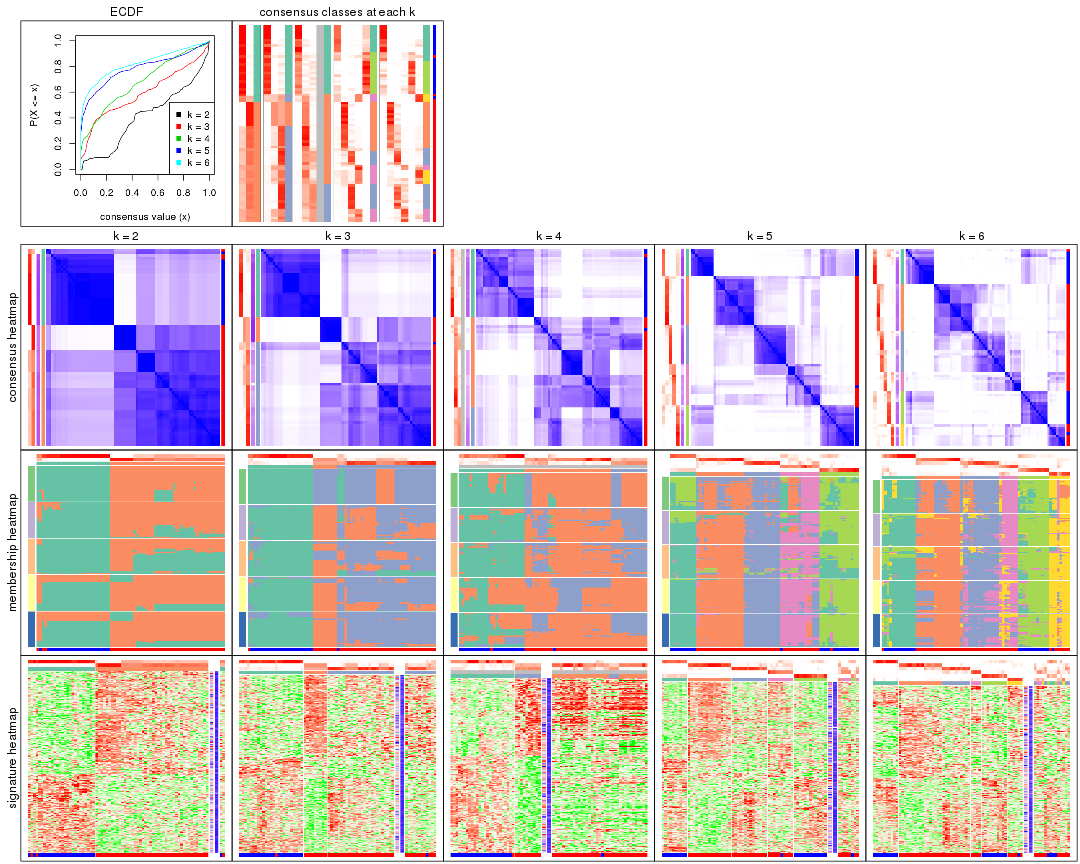 ECDF
consensus classes at each k
P(X <= x)
1.0
0.8
0.6
0.4
0.2
0.0
k = 2
k = 3
k = 4
k = 5
k = 6
0.0 0.2 0.4 0.6 0.8 1.0
consensus value (x)
k = 2 k = 3 k = 4 k = 5 k = 6
consensus heatmap
membership heatmap
signature heatmap